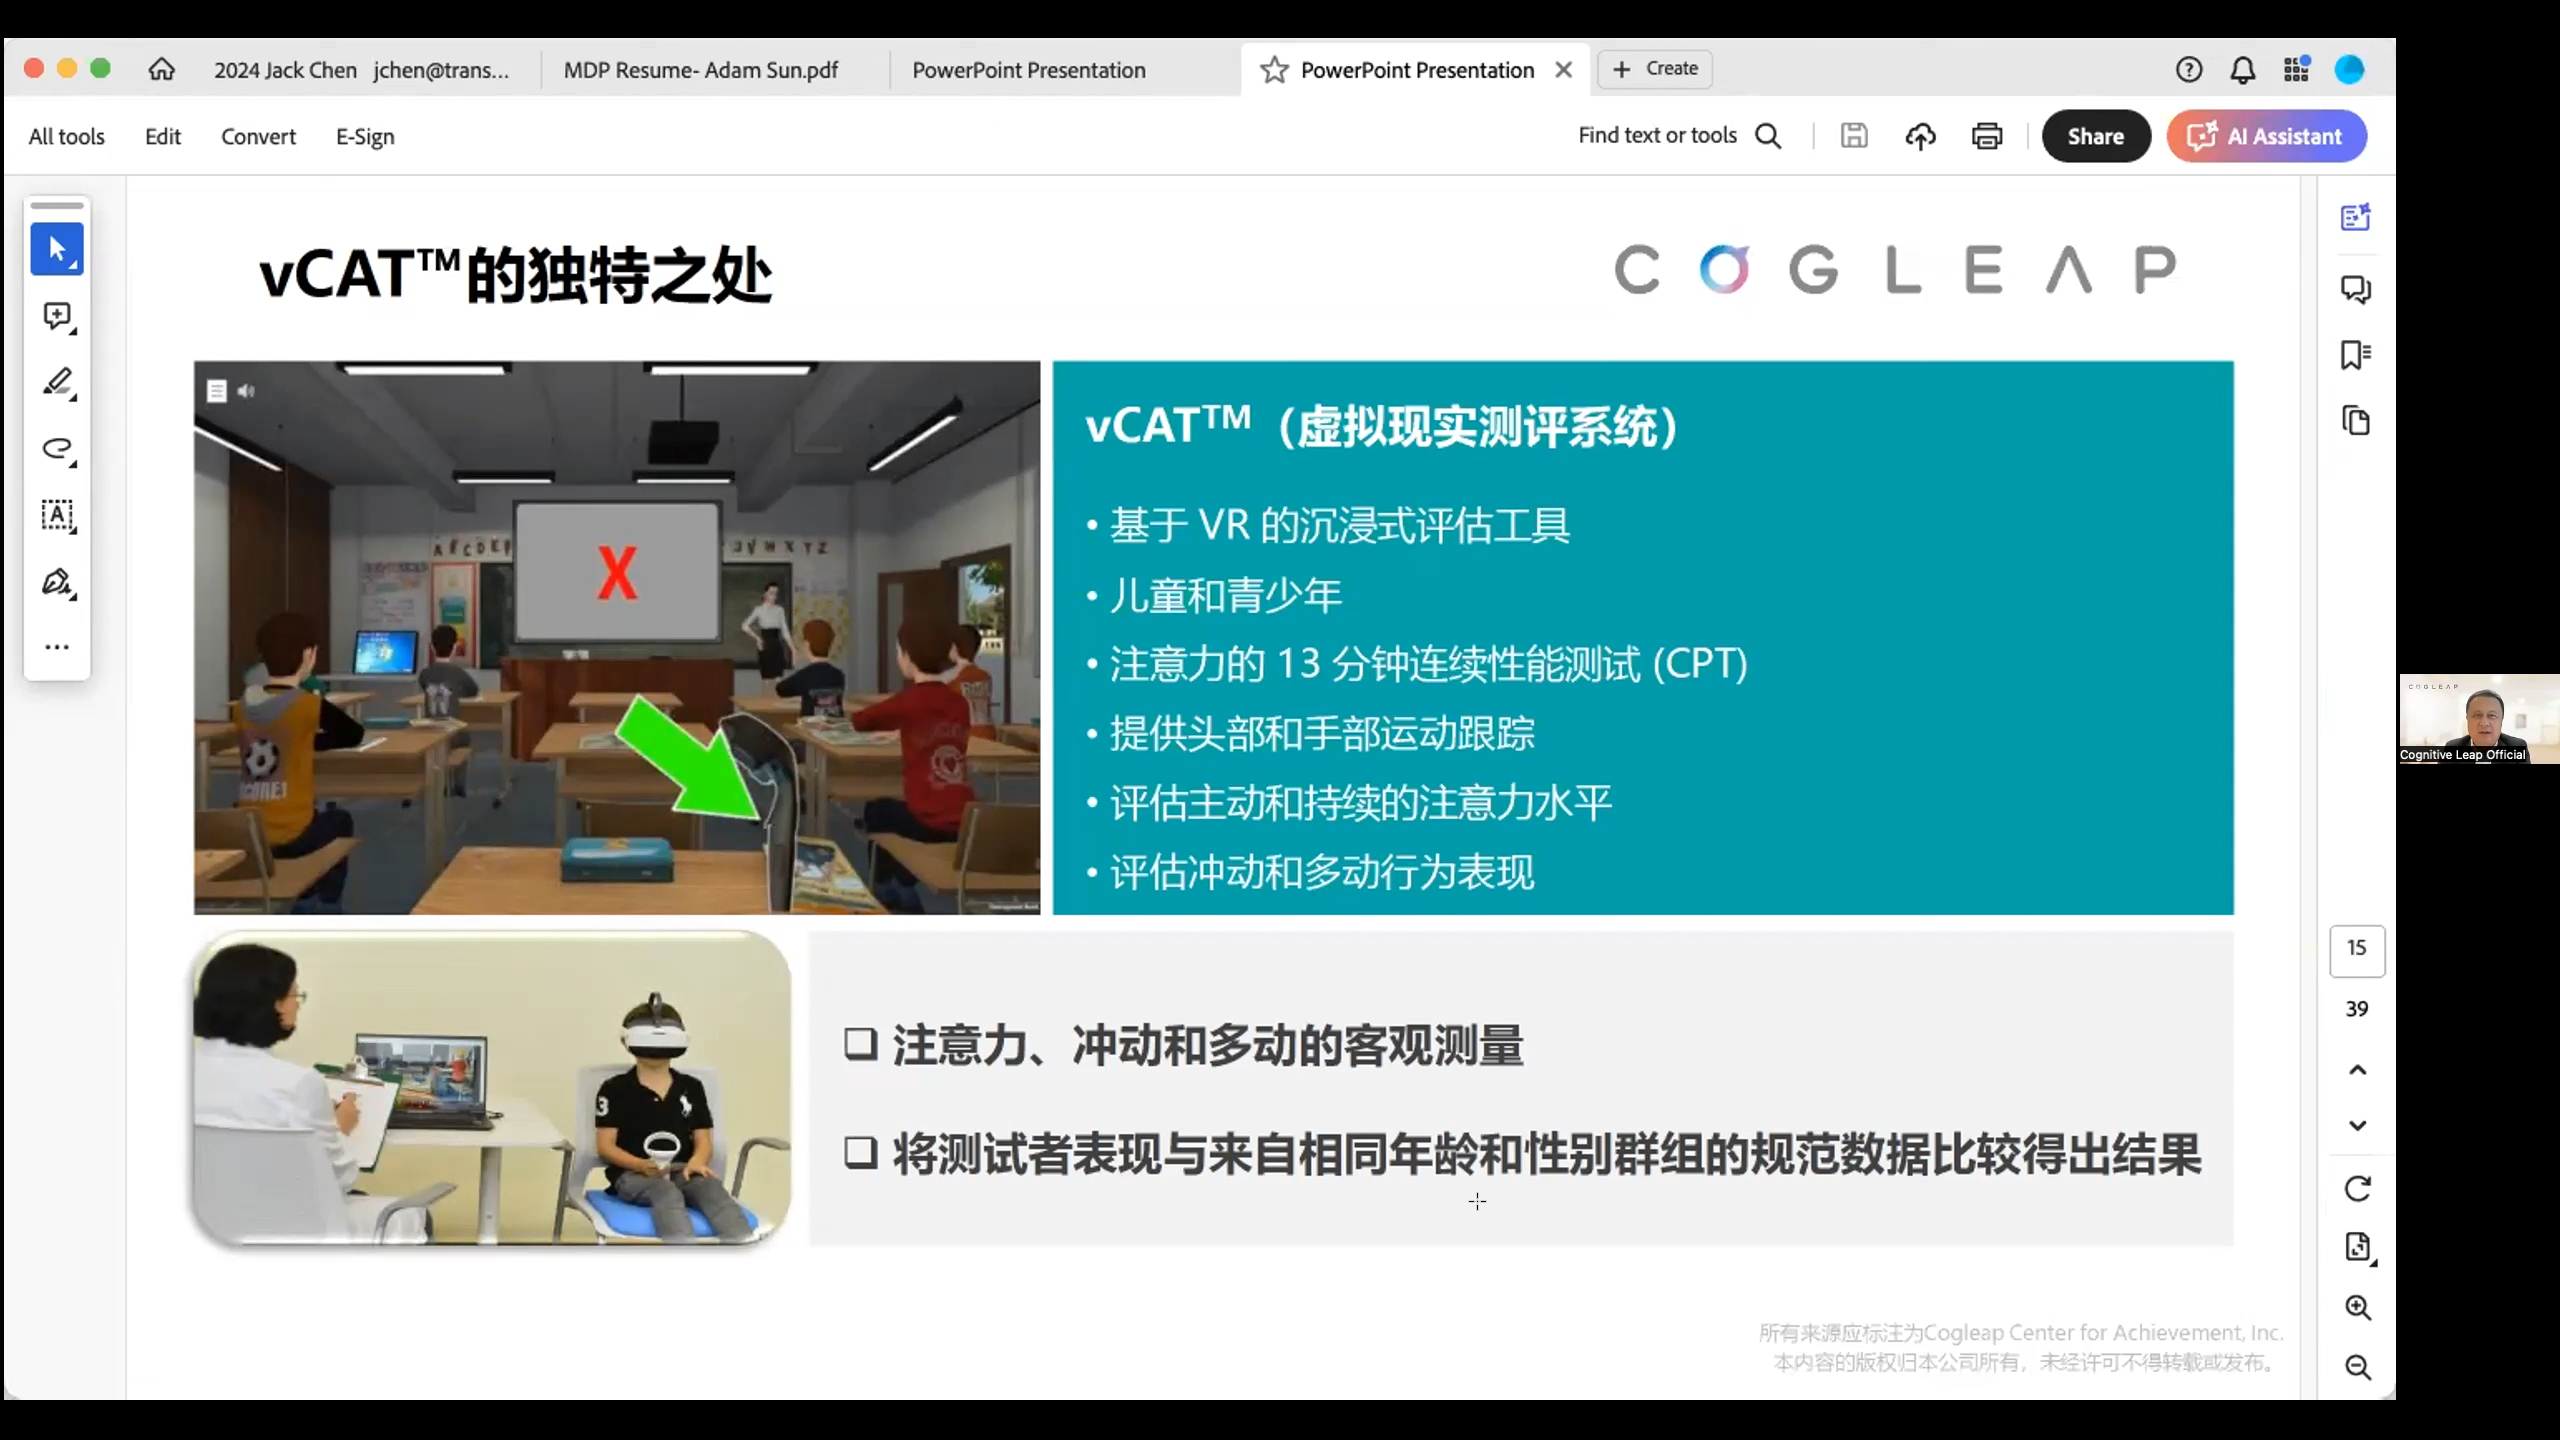 2024 Jack Chen jchen@trans...
MDP Resume- Adam Sun.pdf
PowerPoint Presentation
PowerPoint Presentation
Create
All tools
Edit
Convert
E-Sign
Find text or tools
Share
AI Assistant
vCAT™的独特之处
COGLEAP
X
vCAT™（虚拟现实测评系统）
• 基于 VR 的沉浸式评估工具
• 儿童和青少年
• 注意力的 13 分钟连续性能测试 (CPT)
• 提供头部和手部运动跟踪
• 评估主动和持续的注意力水平
• 评估冲动和多动行为表现
COGLEAP
Cognitive Leap Official
15
39
3
❑ 注意力、冲动和多动的客观测量
❑ 将测试者表现与来自相同年龄和性别群组的规范数据比较得出结果
所有来源应标注为Cogleap Center for Achievement, Inc.
本内容的版权归本公司所有，未经许可不得转载或发布。